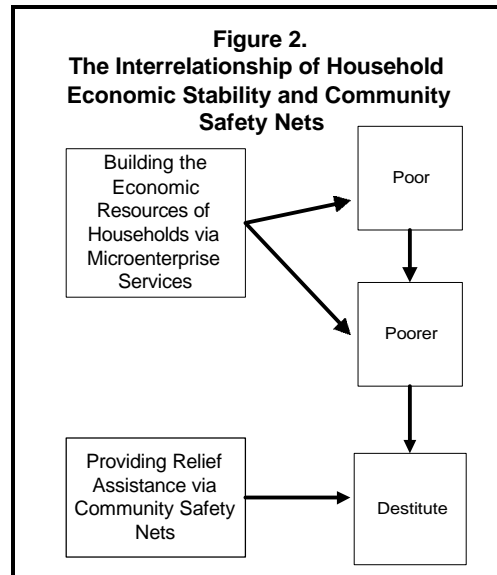 Figure 2.
The Interrelationship of Household
Economic Stability and Community
Safety Nets
Building the
Economic
Resources of
Households via
Microenterprise
Services
Poor
Poorer
Providing Relief
Assistance via
Community Safety
Nets
Destitute